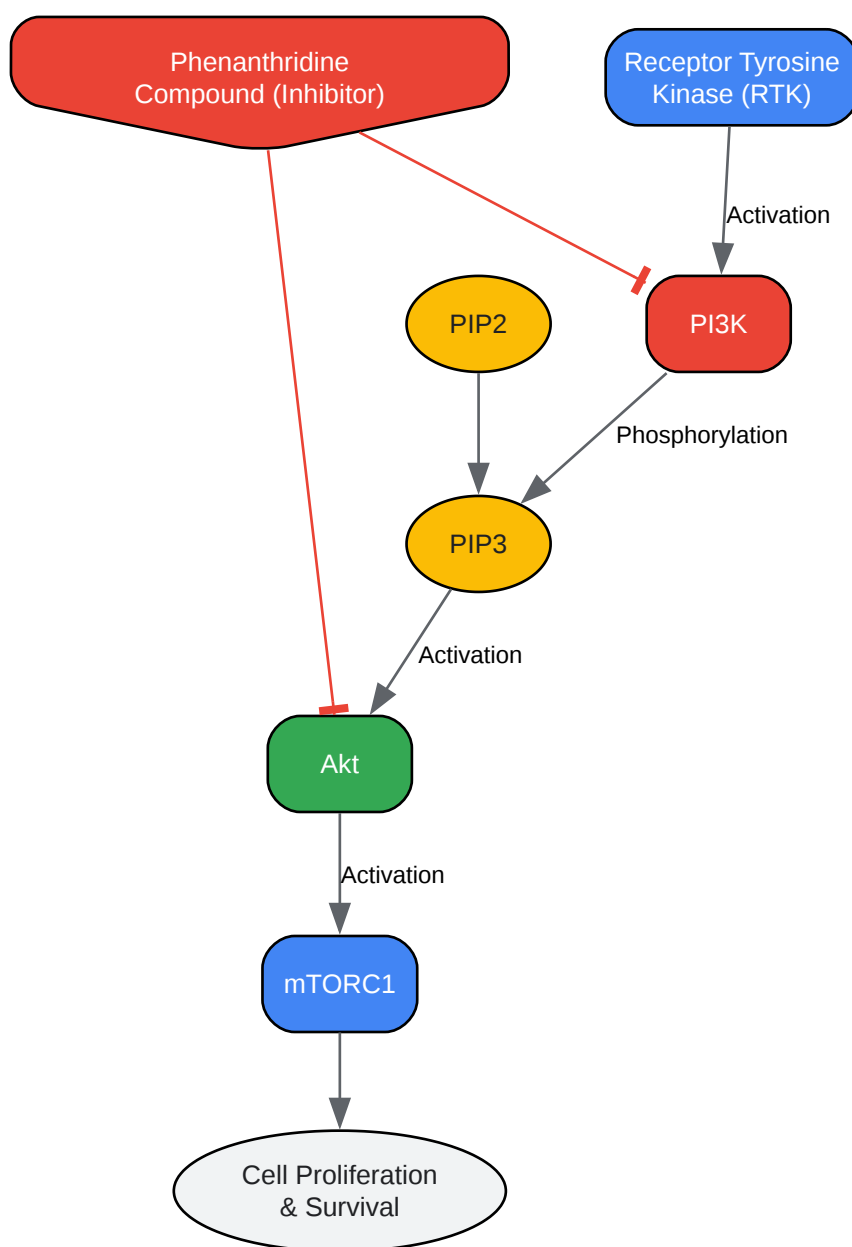 Phenanthridine
Compound (Inhibitor)
Receptor Tyrosine
Kinase (RTK)
Activation
PIP2
PI3K
Phosphorylation
PIP3
Activation
Akt
Activation
mTORC1
Cell Proliferation
& Survival